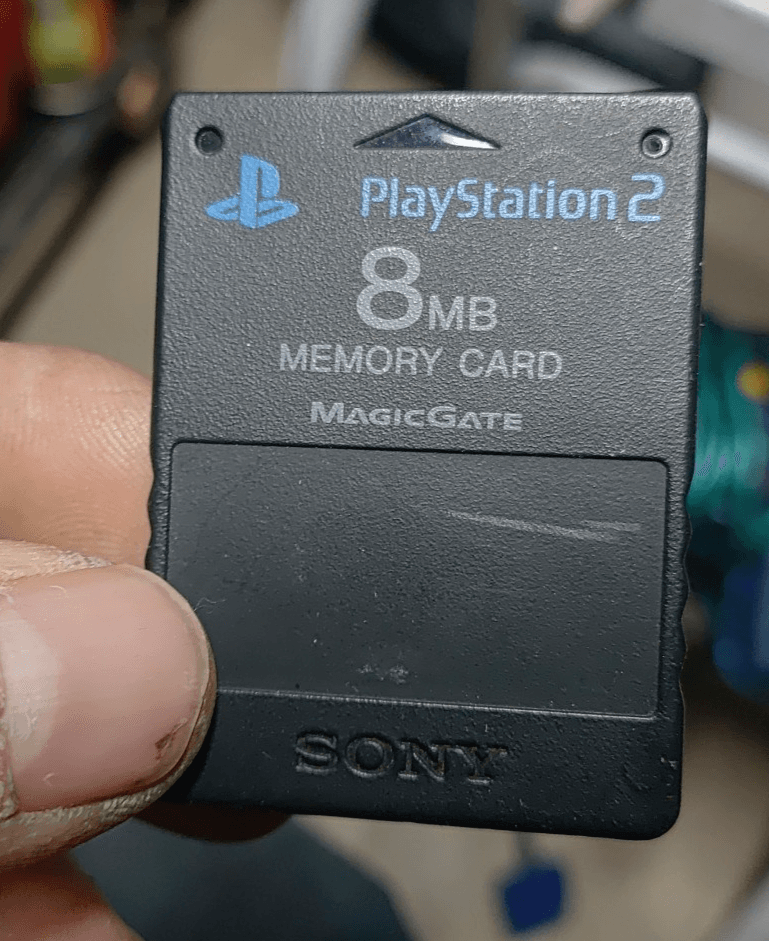 PlayStation 2
8MB
MEMORY CARD
MAGICGATE
SONY